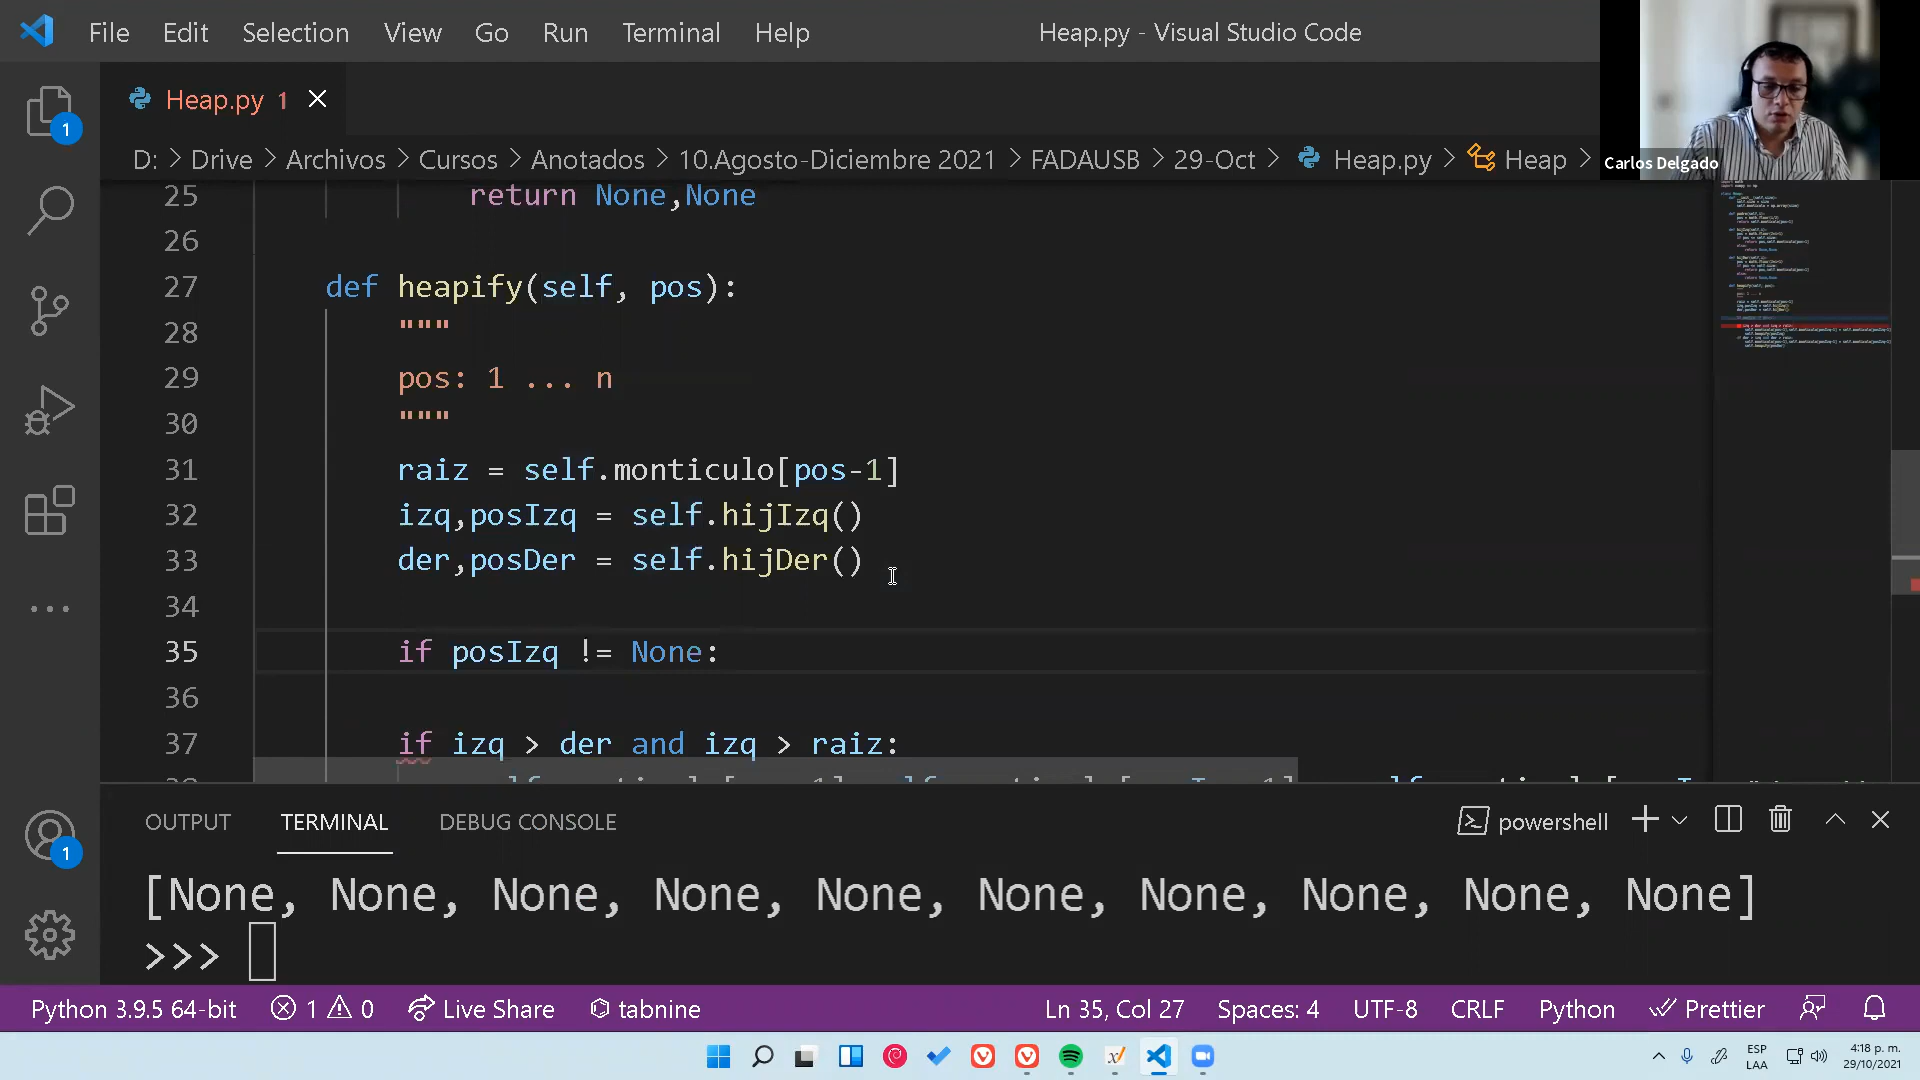 File Edit Selection View Go Run Terminal Help
Heap.py - Visual Studio Code
Heap.py 1
D: > Drive > Archivos > Cursos > Anotados > 10.Agosto-Diciembre 2021 > FADAUSB > 29-Oct > Heap.py > Heap >
Carlos Delgado
25 return None,None
26
27 def heapify(self, pos):
28 """
29 pos: 1 ... n
30 """
31 raiz = self.monticulo[pos-1]
32 izq,posIzq = self.hijIzq()
33 der,posDer = self.hijDer()
34
35 if posIzq != None:
36
37 if izq > der and izq > raiz:
OUTPUT TERMINAL DEBUG CONSOLE
powershell
[None, None, None, None, None, None, None, None, None, None]
>>>
Python 3.9.5 64-bit 1 0 Live Share tabnine
Ln 35, Col 27 Spaces: 4 UTF-8 CRLF Python Prettier
ESP
LAA
4:18 p. m.
29/10/2021
1
1